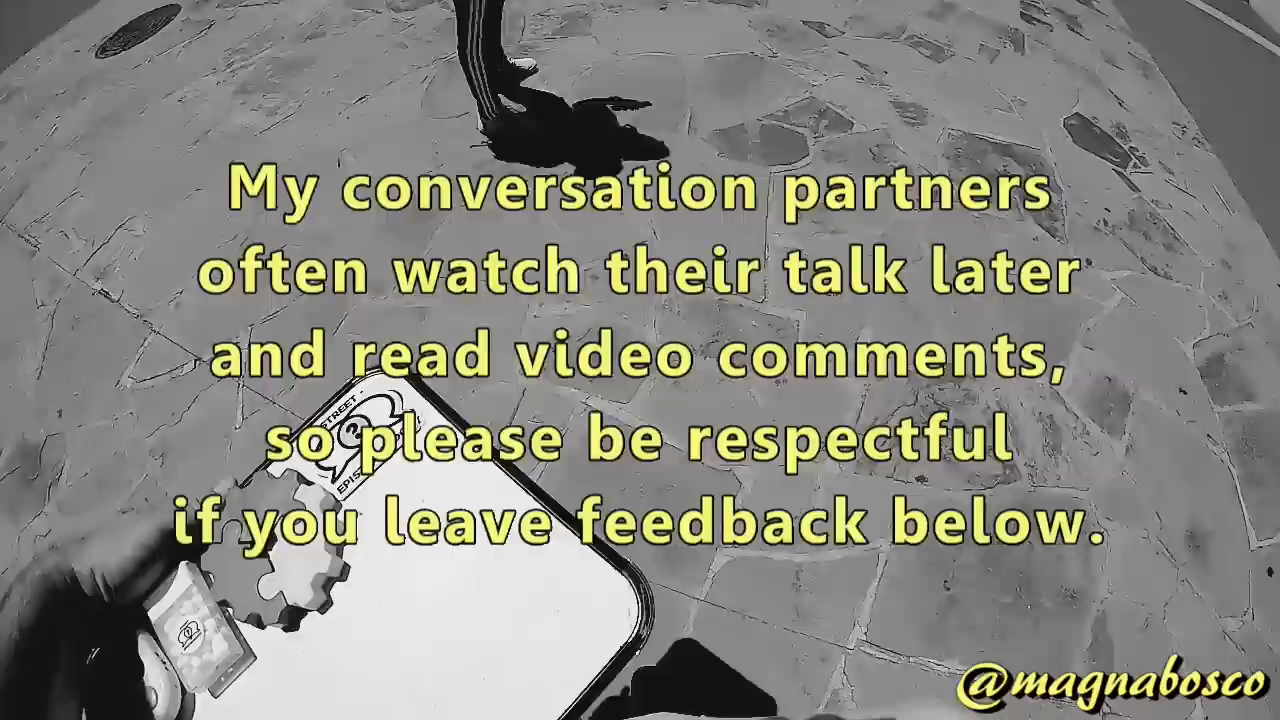 My conversation partners
often watch their talk later
and read video comments,
so please be respectful
if you leave feedback below.
STREET
@magnabosco